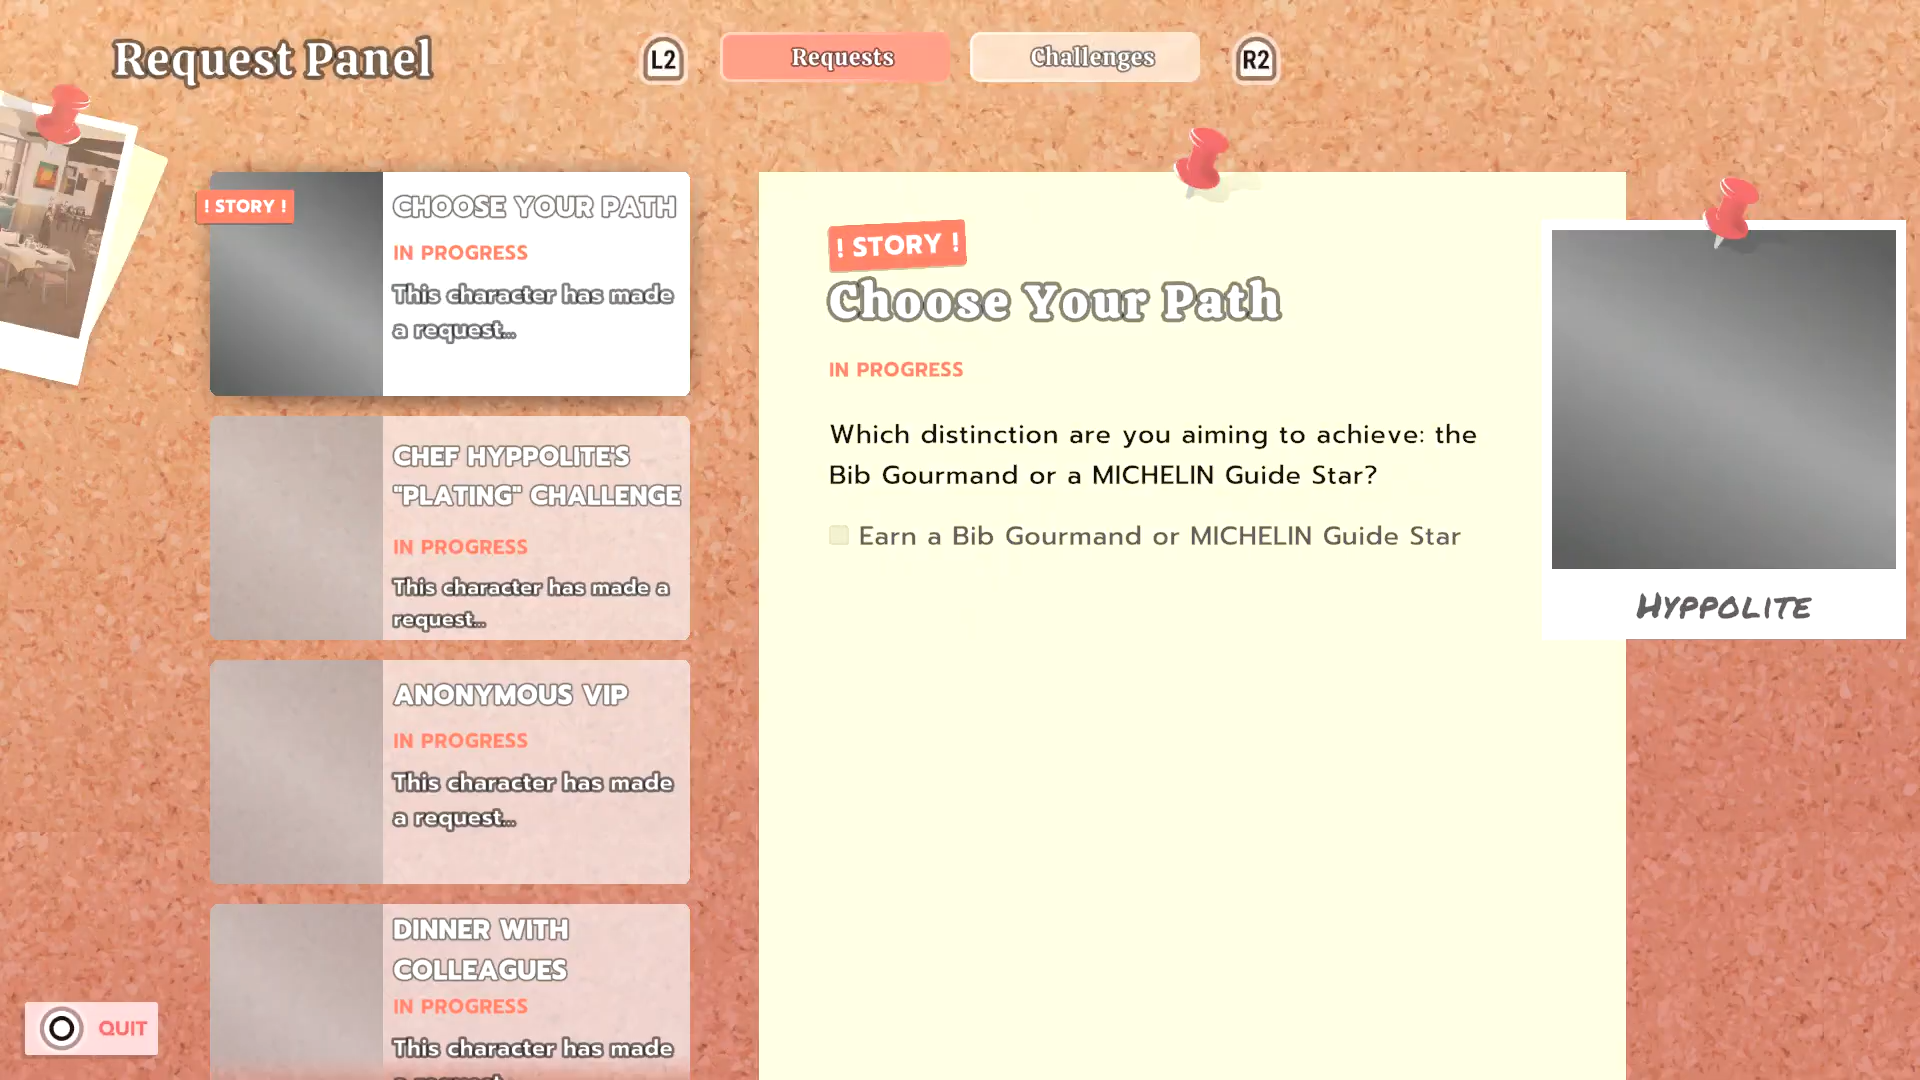 Request Panel
L2
Requests
Challenges
R2
! STORY !
CHOOSE YOUR PATH
IN PROGRESS
This character has made
a request...
CHEF HYPPOLITE'S
"PLATING" CHALLENGE
IN PROGRESS
This character has made a
request...
ANONYMOUS VIP
IN PROGRESS
This character has made
a request...
DINNER WITH
COLLEAGUES
IN PROGRESS
This character has made
a request
! STORY !
Choose Your Path
IN PROGRESS
Which distinction are you aiming to achieve: the
Bib Gourmand or a MICHELIN Guide Star?
Earn a Bib Gourmand or MICHELIN Guide Star
HYPPOLITE
QUIT